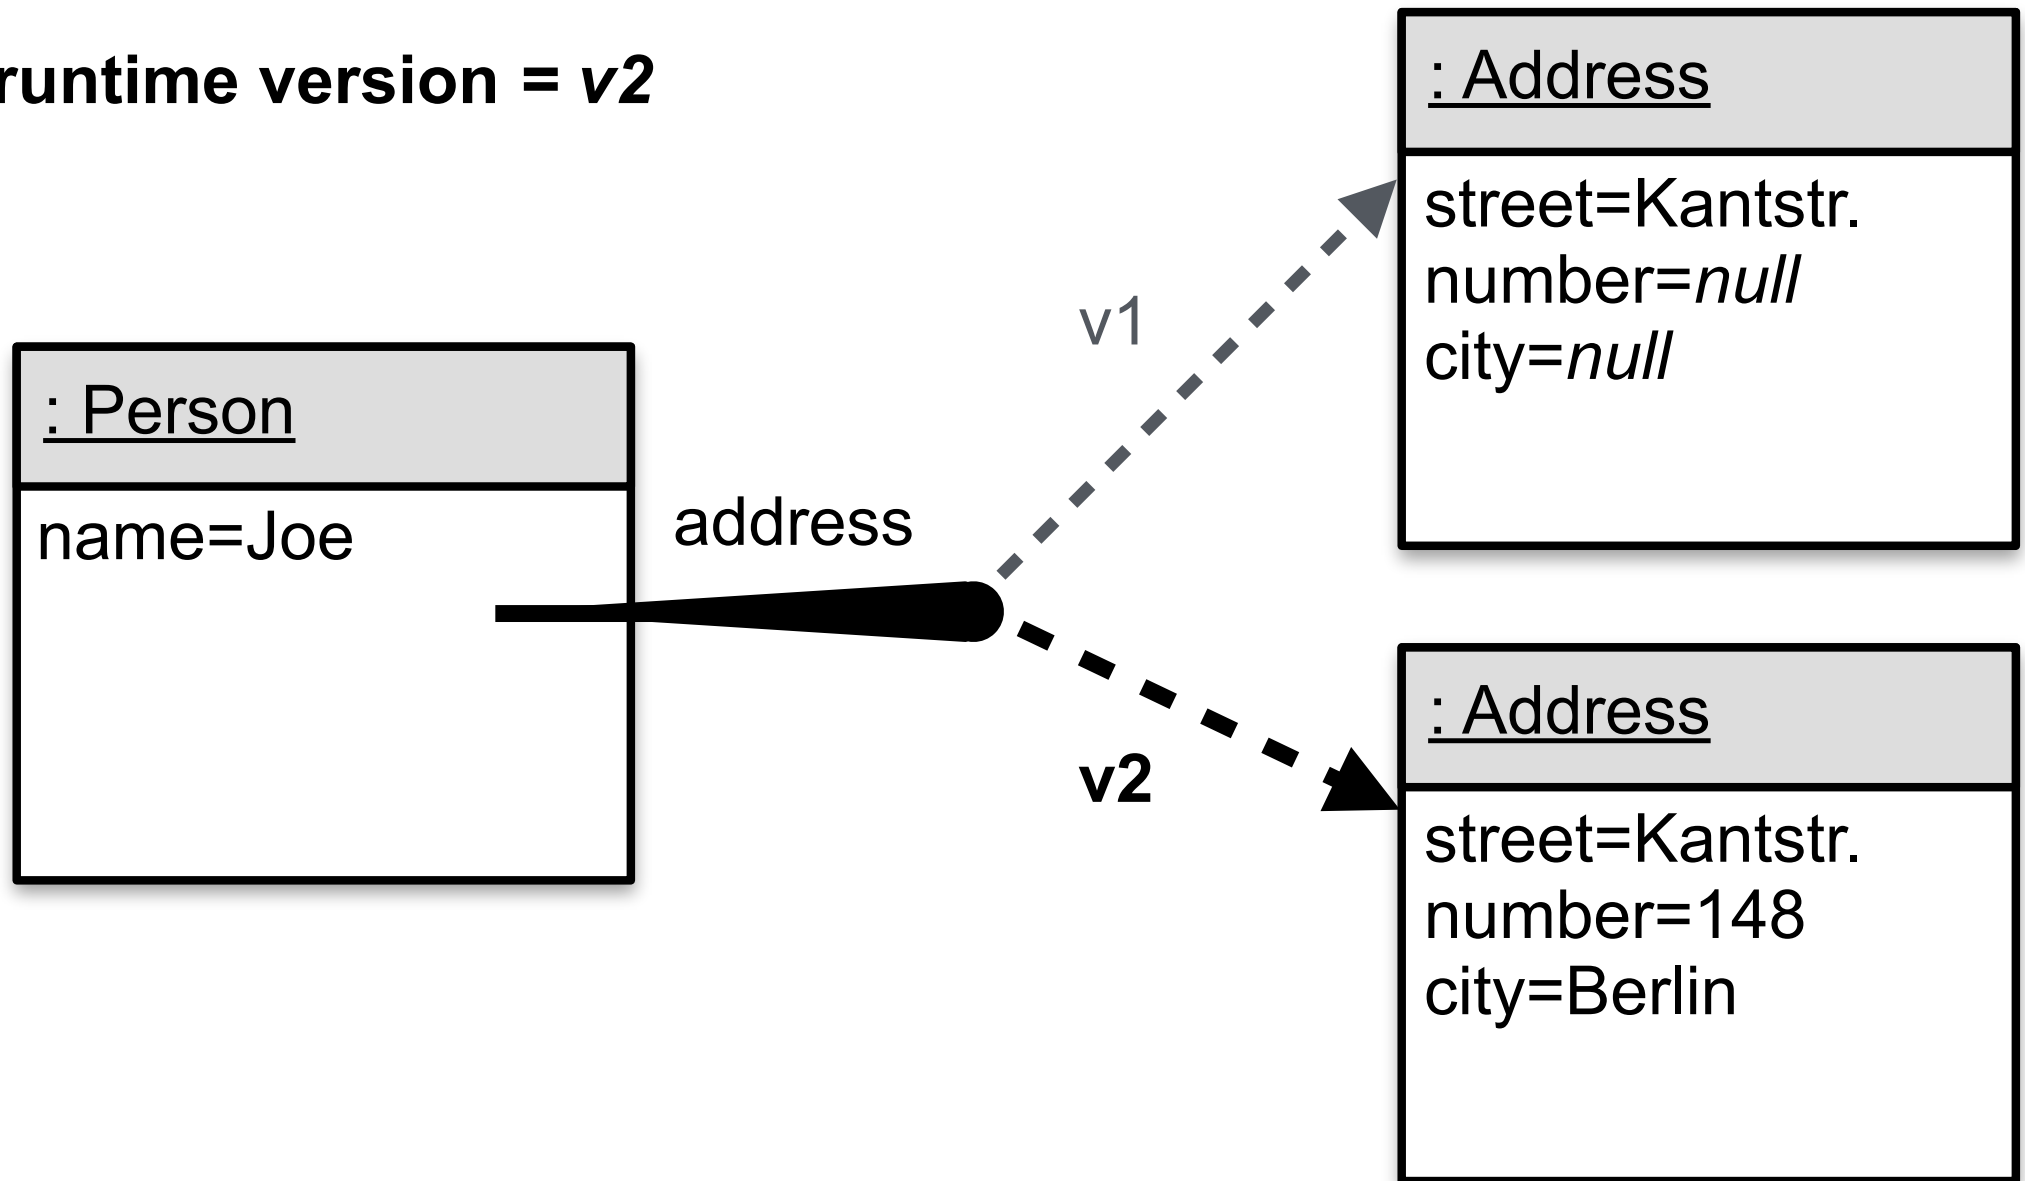 runtime version = v2
: Address
street=Kantstr.
number=null
city=null
v1
: Person
name=Joe
address
v2
: Address
street=Kantstr.
number=148
city=Berlin